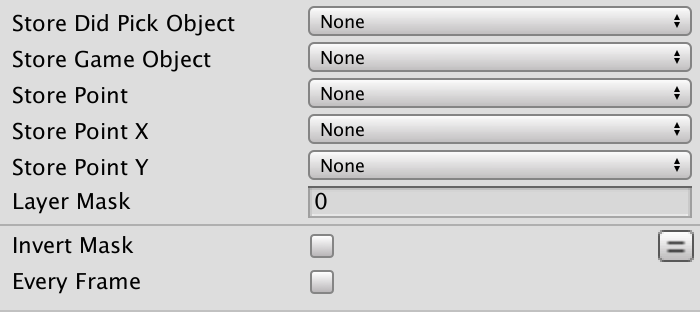 Store Did Pick Object None
Store Game Object None
Store Point None
Store Point X None
Store Point Y None
Layer Mask 0
Invert Mask =
Every Frame